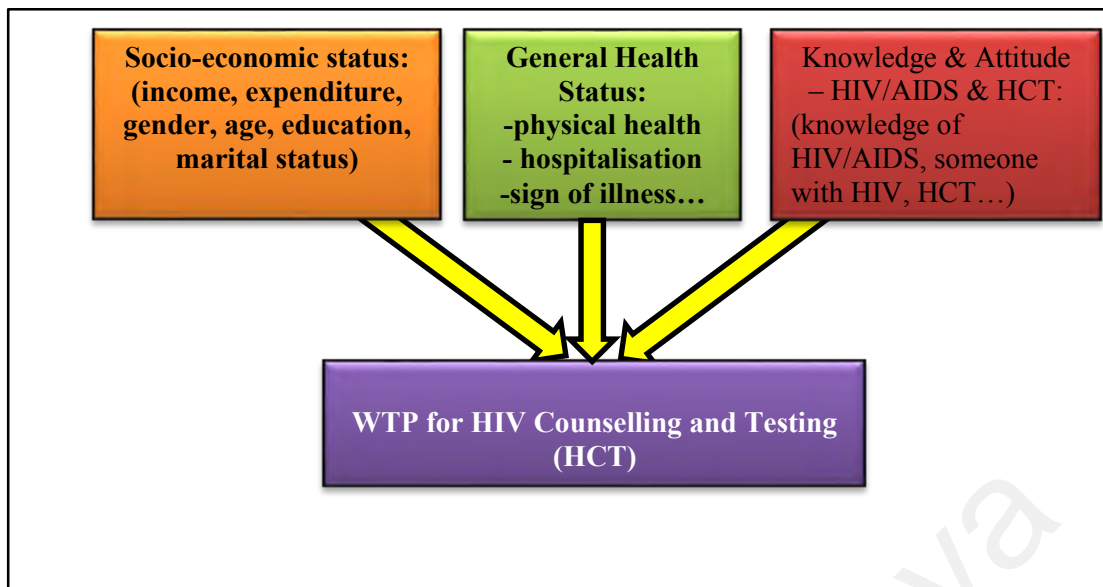 Socio-economic status:
(income, expenditure,
gender, age, education,
marital status)
General Health
Status:
-physical health
- hospitalisation
-sign of illness…
Knowledge & Attitude
– HIV/AIDS & HCT:
(knowledge of
HIV/AIDS, someone
with HIV, HCT…)
WTP for HIV Counselling and Testing
(HCT)
ya